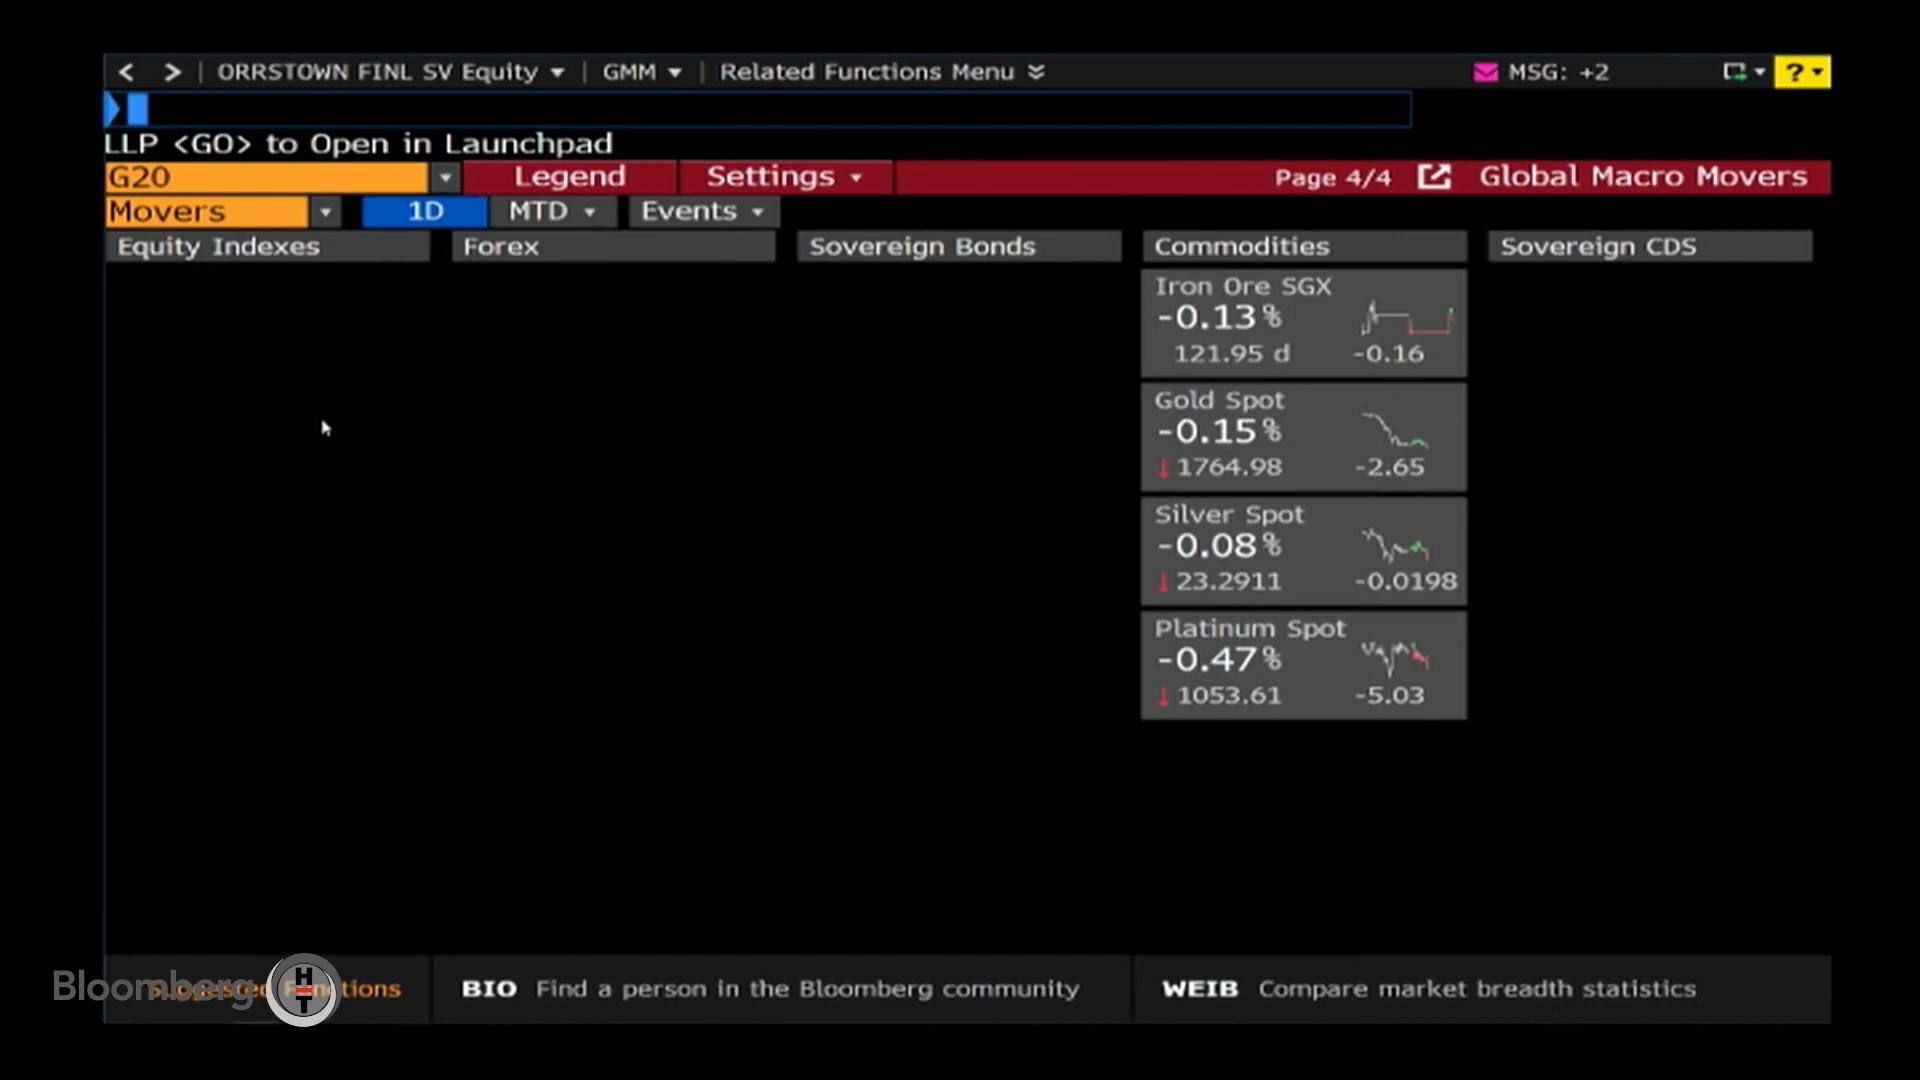 < > | ORRSTOWN FINL SV Equity | GMM | Related Functions Menu MSG: +2 ?
LLP <GO> to Open in Launchpad
G20 Legend Settings Page 4/4 Global Macro Movers
Movers 1D MTD Events
Equity Indexes Forex Sovereign Bonds Commodities Sovereign CDS
Iron Ore SGX
-0.13%
121.95 d -0.16
Gold Spot
-0.15%
1764.98 -2.65
Silver Spot
-0.08%
23.2911 -0.0198
Platinum Spot
-0.47%
1053.61 -5.03
Suggested Functions BIO Find a person in the Bloomberg community WEIB Compare market breadth statistics
Bloomberg HT